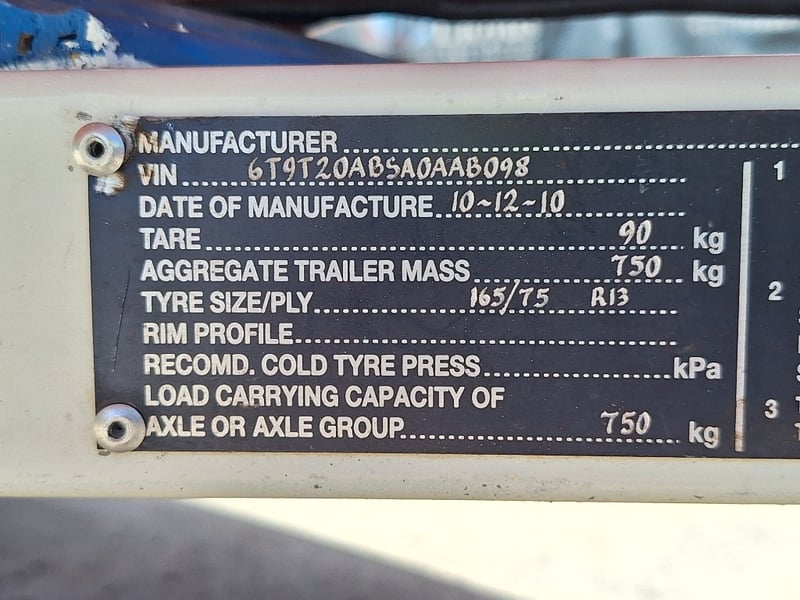 MANUFACTURER
VIN 6T9T20ABSA0AAB098
DATE OF MANUFACTURE 10-12-10
TARE 90 kg
AGGREGATE TRAILER MASS 750 kg
TYRE SIZE/PLY 165/75 R13
RIM PROFILE
RECOMD. COLD TYRE PRESS kPa
LOAD CARRYING CAPACITY OF
AXLE OR AXLE GROUP 750 kg
1
2
3